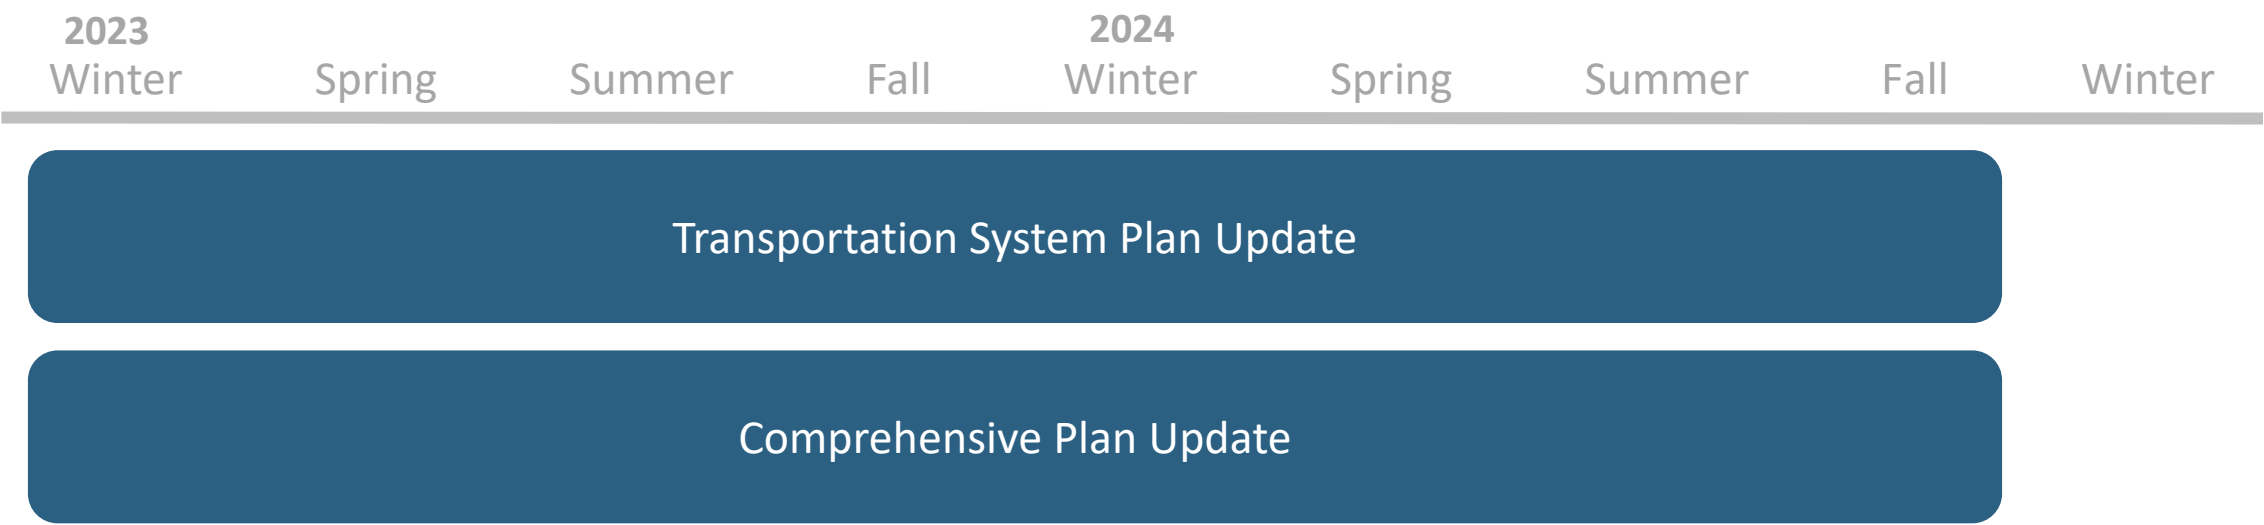 2023 2024
Winter Spring Summer Fall Winter Spring Summer Fall Winter
Transportation System Plan Update
Comprehensive Plan Update